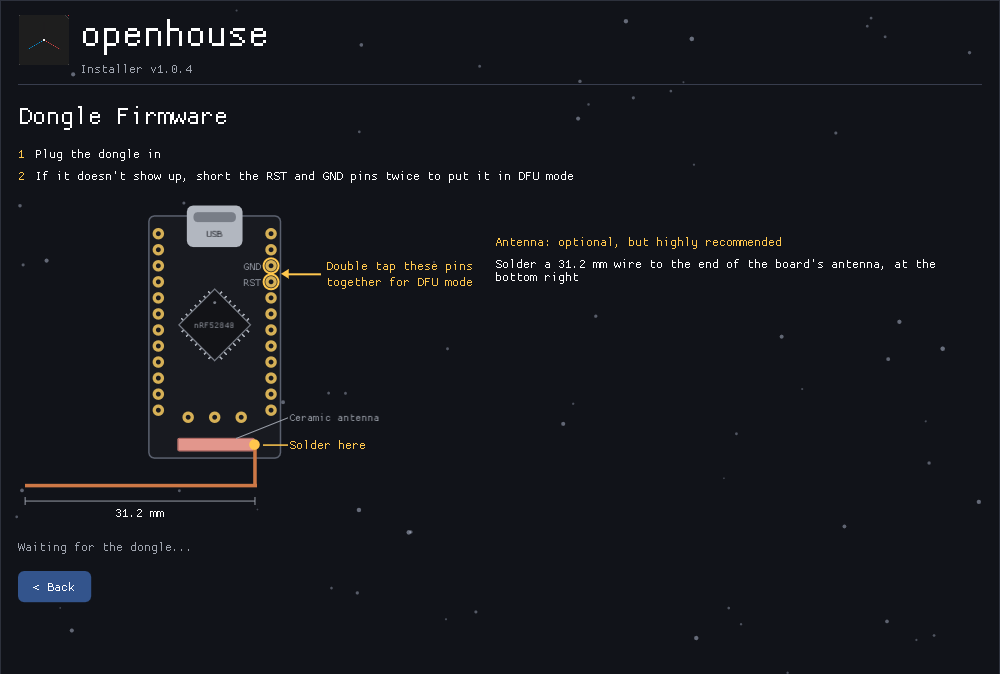 openhouse
Installer v1.0.4
Dongle Firmware
1 Plug the dongle in
2 If it doesn't show up, short the RST and GND pins twice to put it in DFU mode
USB
GND
RST
Double tap these pins
together for DFU mode
nRF52840
Ceramic antenna
Solder here
31.2 mm
Antenna: optional, but highly recommended
Solder a 31.2 mm wire to the end of the board's antenna, at the
bottom right
Waiting for the dongle...
< Back